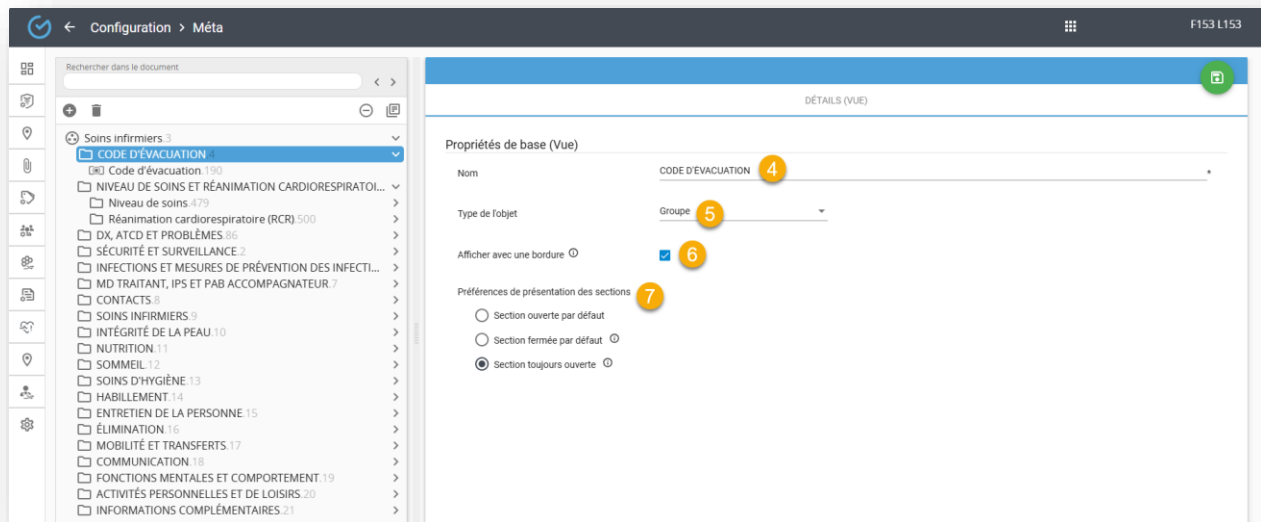 Configuration > Méta
F153 L153
Rechercher dans le document
Soins infirmiers.3
CODE D'ÉVACUATION.4
Code d'évacuation.190
NIVEAU DE SOINS ET RÉANIMATION CARDIORESPIRATOI...
Niveau de soins.479
Réanimation cardiorespiratoire (RCR).500
DX, ATCD ET PROBLÈMES.86
SÉCURITÉ ET SURVEILLANCE.2
INFECTIONS ET MESURES DE PRÉVENTION DES INFECTI...
MD TRAITANT, IPS ET PAB ACCOMPAGNATEUR.7
CONTACTS.8
SOINS INFIRMIERS.9
INTÉGRITÉ DE LA PEAU.10
NUTRITION.11
SOMMEIL.12
SOINS D'HYGIÈNE.13
HABILLEMENT.14
ENTRETIEN DE LA PERSONNE.15
ÉLIMINATION.16
MOBILITÉ ET TRANSFERTS.17
COMMUNICATION.18
FONCTIONS MENTALES ET COMPORTEMENT.19
ACTIVITÉS PERSONNELLES ET DE LOISIRS.20
INFORMATIONS COMPLÉMENTAIRES.21
DÉTAILS (VUE)
Propriétés de base (Vue)
Nom CODE D'ÉVACUATION 4 *
Type de l'objet Groupe 5
Afficher avec une bordure 6
Préférences de présentation des sections 7
Section ouverte par défaut
Section fermée par défaut
Section toujours ouverte